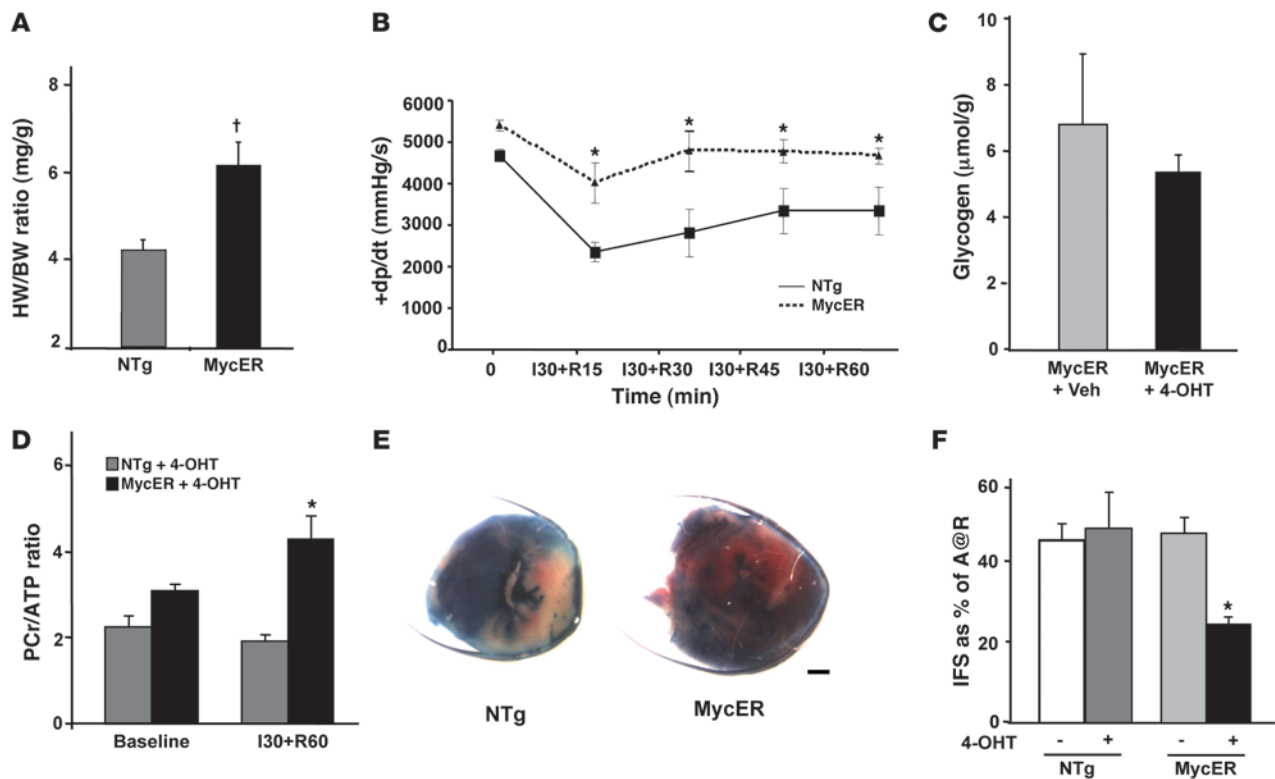 A
HW/BW ratio (mg/g)
8
6
4
2
†
NTg MycER
B
+dp/dt (mmHg/s)
6000
5000
4000
3000
2000
1000
0
* * * *
NTg
MycER
0 I30+R15 I30+R30 I30+R45 I30+R60
Time (min)
C
Glycogen (μmol/g)
10
8
6
4
2
0
MycER MycER
+ Veh + 4-OHT
D
PCr/ATP ratio
6
4
2
0
NTg + 4-OHT
MycER + 4-OHT
*
Baseline I30+R60
E
NTg MycER
F
IFS as % of A@R
60
40
20
0
*
4-OHT - + - +
NTg MycER